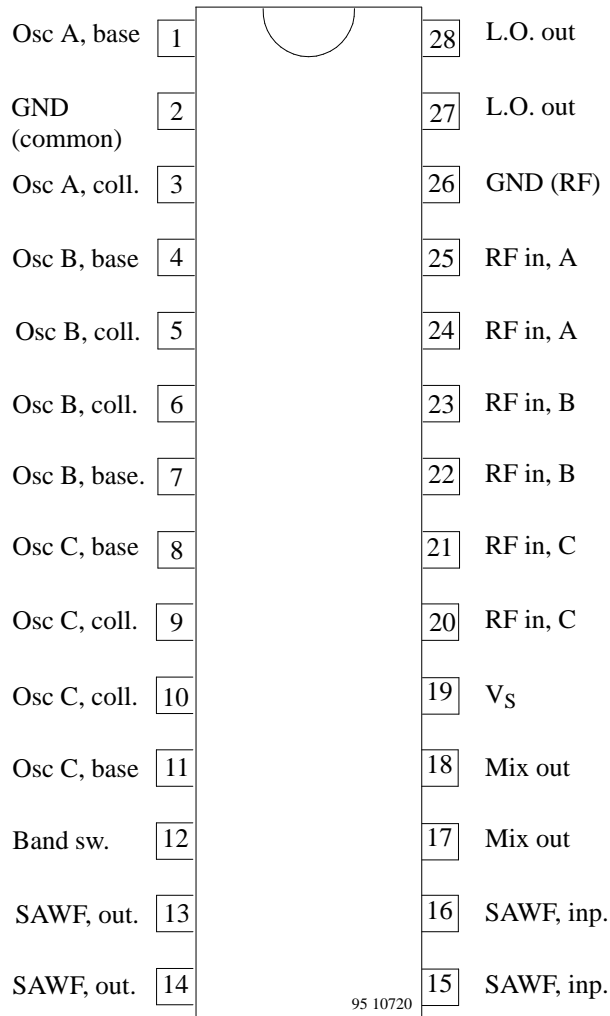 Osc A, base 1 28 L.O. out
GND 2 27 L.O. out
(common)
Osc A, coll. 3 26 GND (RF)
Osc B, base 4 25 RF in, A
Osc B, coll. 5 24 RF in, A
Osc B, coll. 6 23 RF in, B
Osc B, base. 7 22 RF in, B
Osc C, base 8 21 RF in, C
Osc C, coll. 9 20 RF in, C
Osc C, coll. 10 19 VS
Osc C, base 11 18 Mix out
Band sw. 12 17 Mix out
SAWF, out. 13 16 SAWF, inp.
SAWF, out. 14 15 SAWF, inp.
95 10720